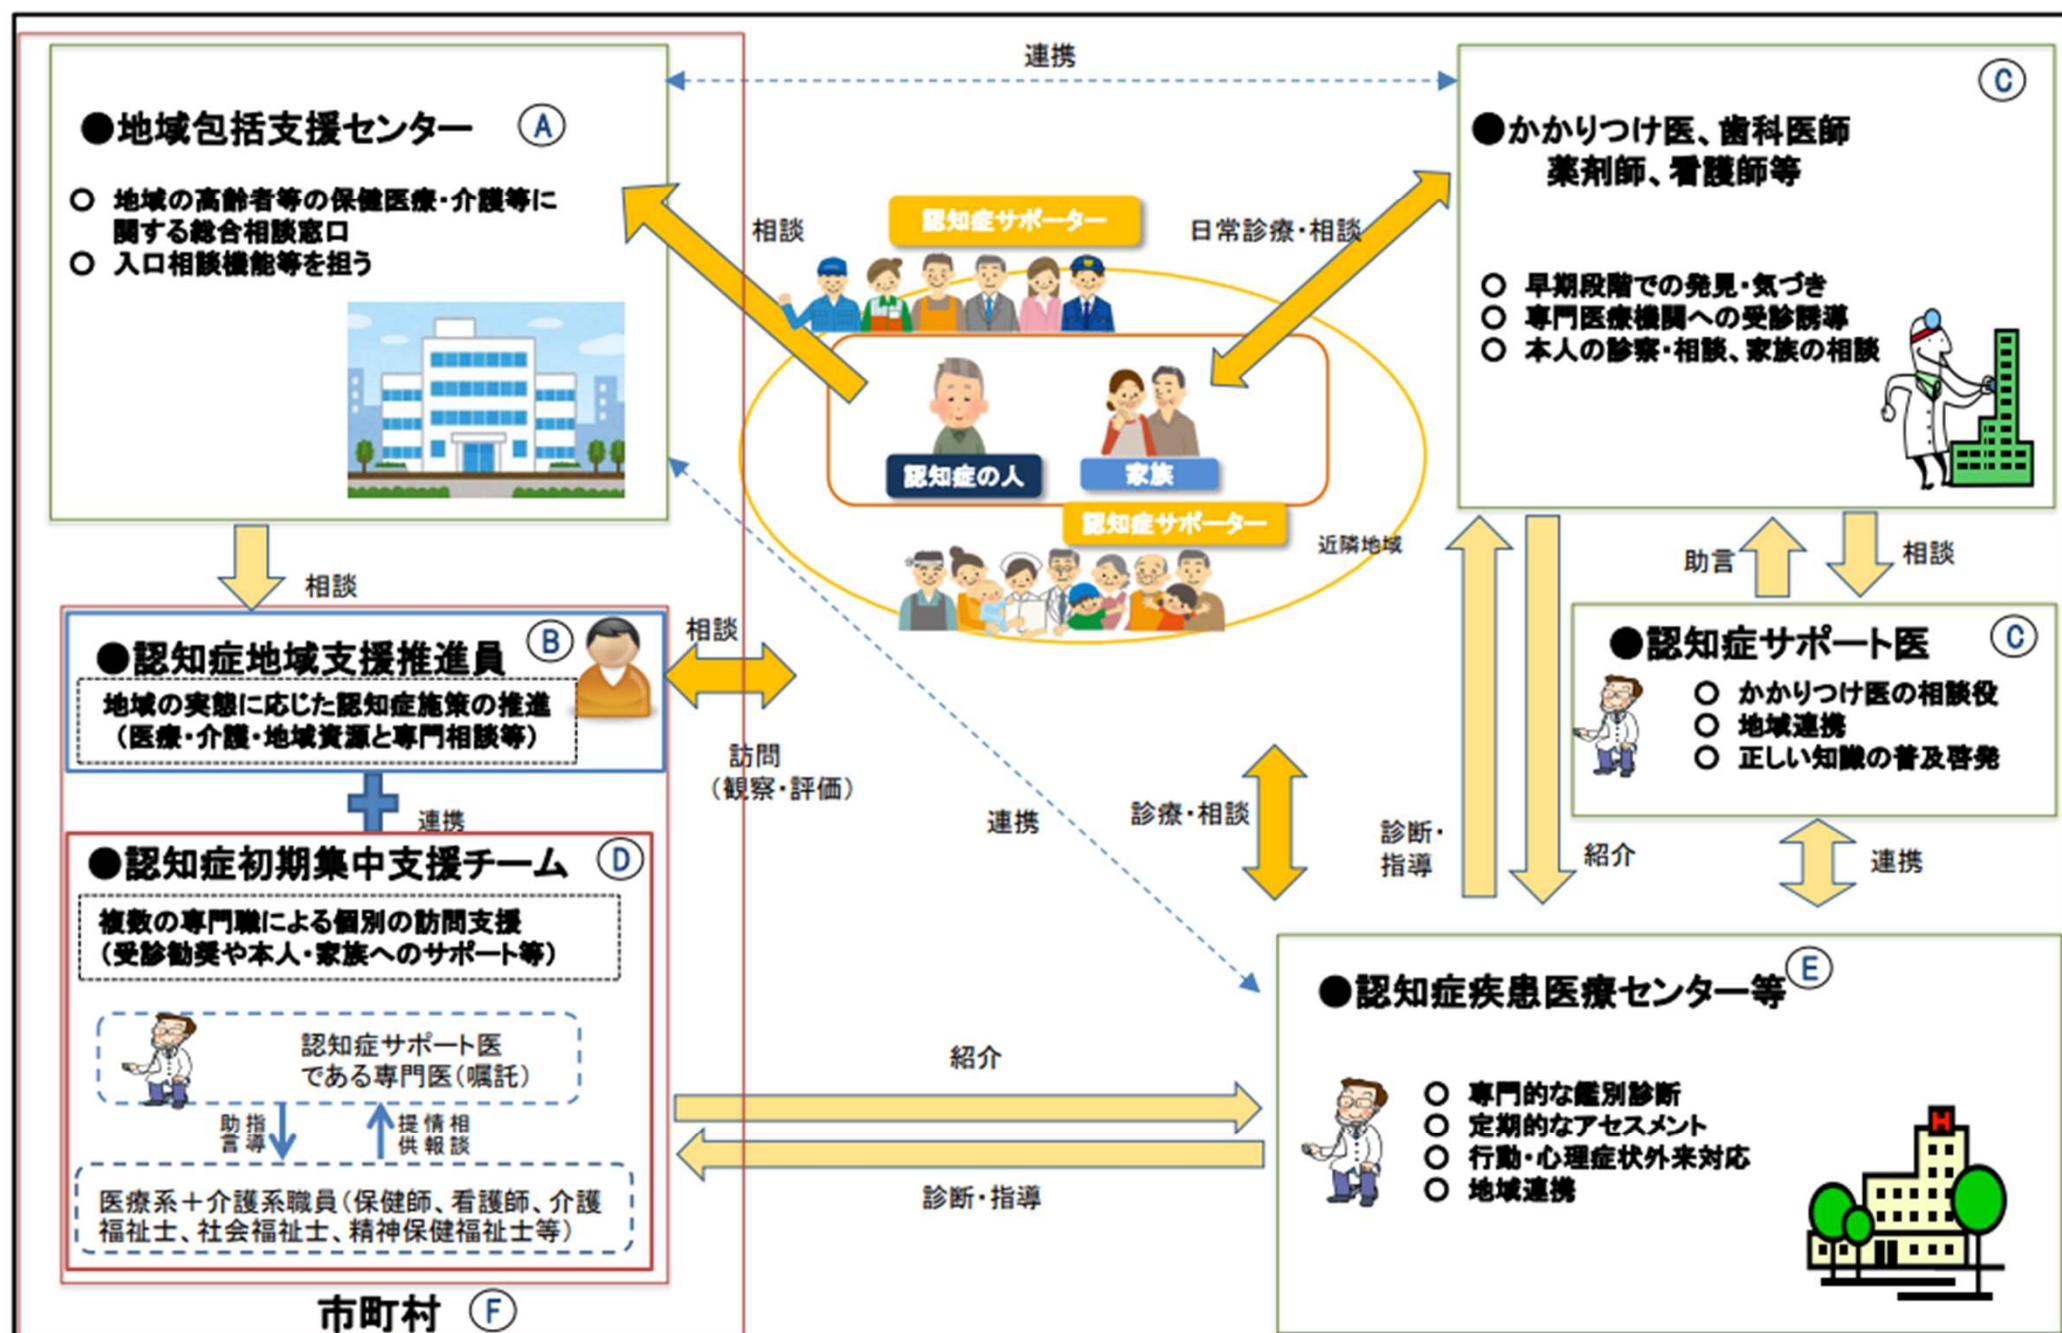 連携
●地域包括支援センター
A
○ 地域の高齢者等の保健医療・介護等に
関する総合相談窓口
○ 入口相談機能等を担う
相談
認知症サポーター
日常診療・相談
C
●かかりつけ医、歯科医師
薬剤師、看護師等
○ 早期段階での発見・気づき
○ 専門医療機関への受診誘導
○ 本人の診察・相談、家族の相談
認知症の人
家族
認知症サポーター
近隣地域
相談
●認知症地域支援推進員
B
地域の実態に応じた認知症施策の推進
（医療・介護・地域資源と専門相談等）
相談
訪問
（観察・評価）
連携
●認知症初期集中支援チーム
D
複数の専門職による個別の訪問支援
（受診勧奨や本人・家族へのサポート等）
認知症サポート医
である専門医（嘱託）
指導
助言
相談
情報
提供
医療系＋介護系職員（保健師、看護師、介護
福祉士、社会福祉士、精神保健福祉士等）
市町村
F
連携
診療・相談
診断・
指導
紹介
助言
相談
●認知症サポート医
C
○ かかりつけ医の相談役
○ 地域連携
○ 正しい知識の普及啓発
連携
紹介
診断・指導
●認知症疾患医療センター等
E
○ 専門的な鑑別診断
○ 定期的なアセスメント
○ 行動・心理症状外来対応
○ 地域連携
H